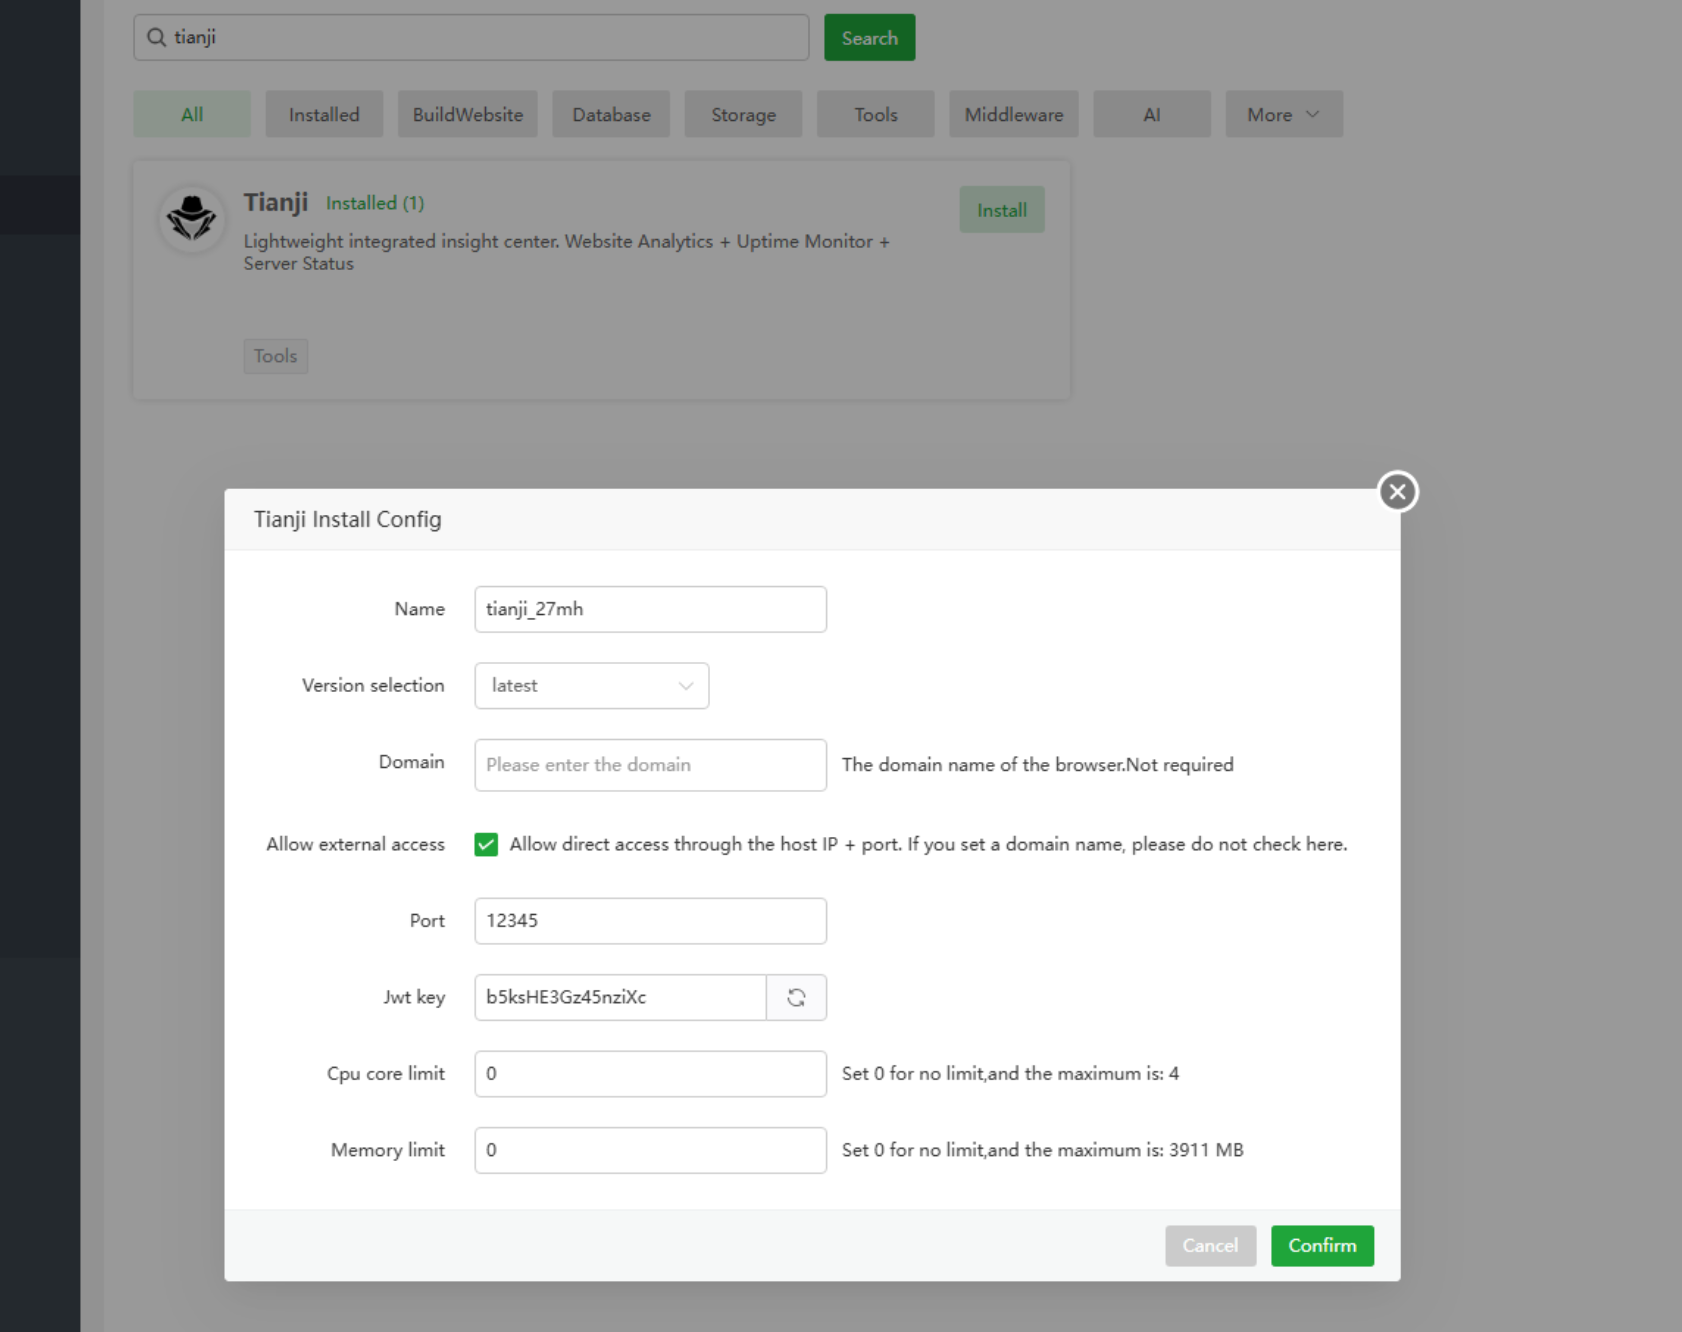 tianji
Search
All
Installed
BuildWebsite
Database
Storage
Tools
Middleware
AI
More
Tianji Installed (1)
Install
Lightweight integrated insight center. Website Analytics + Uptime Monitor +
Server Status
Tools
Tianji Install Config
Name
tianji_27mh
Version selection
latest
Domain
Please enter the domain
The domain name of the browser.Not required
Allow external access
Allow direct access through the host IP + port. If you set a domain name, please do not check here.
Port
12345
Jwt key
b5ksHE3Gz45nziXc
Cpu core limit
0
Set 0 for no limit,and the maximum is: 4
Memory limit
0
Set 0 for no limit,and the maximum is: 3911 MB
Cancel
Confirm